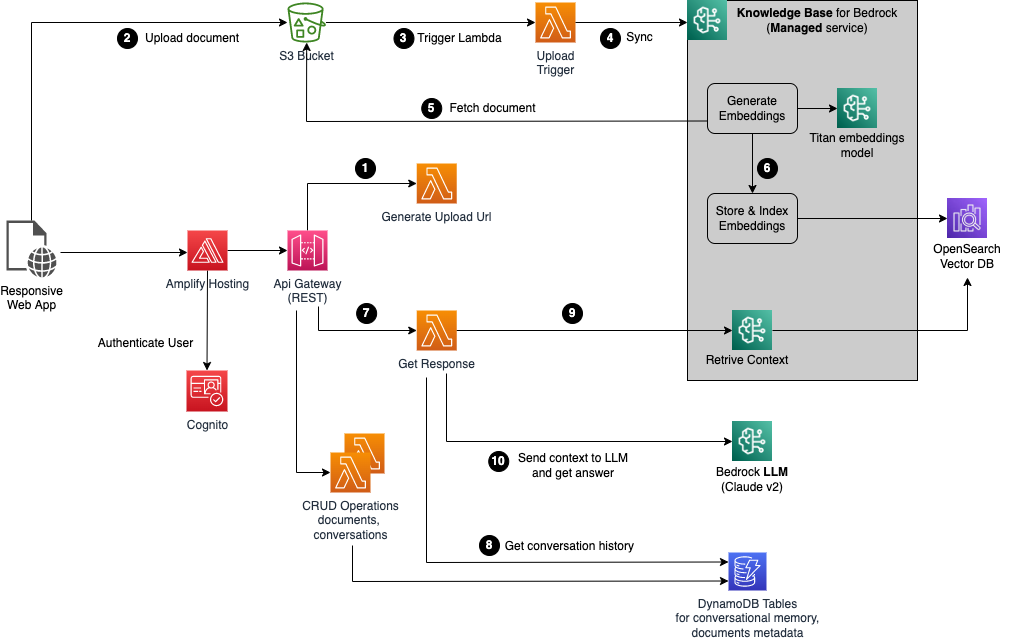 Knowledge Base for Bedrock
(Managed service)
2 Upload document
3 Trigger Lambda
4 Sync
S3 Bucket
Upload
Trigger
5 Fetch document
Generate
Embeddings
Titan embeddings
model
1
6
Generate Upload Url
Store & Index
Embeddings
OpenSearch
Vector DB
Responsive
Web App
Amplify Hosting
Api Gateway
(REST)
7
9
Authenticate User
Get Response
Retrive Context
Cognito
10 Send context to LLM
and get answer
Bedrock LLM
(Claude v2)
CRUD Operations
documents,
conversations
8 Get conversation history
DynamoDB Tables
for conversational memory,
documents metadata